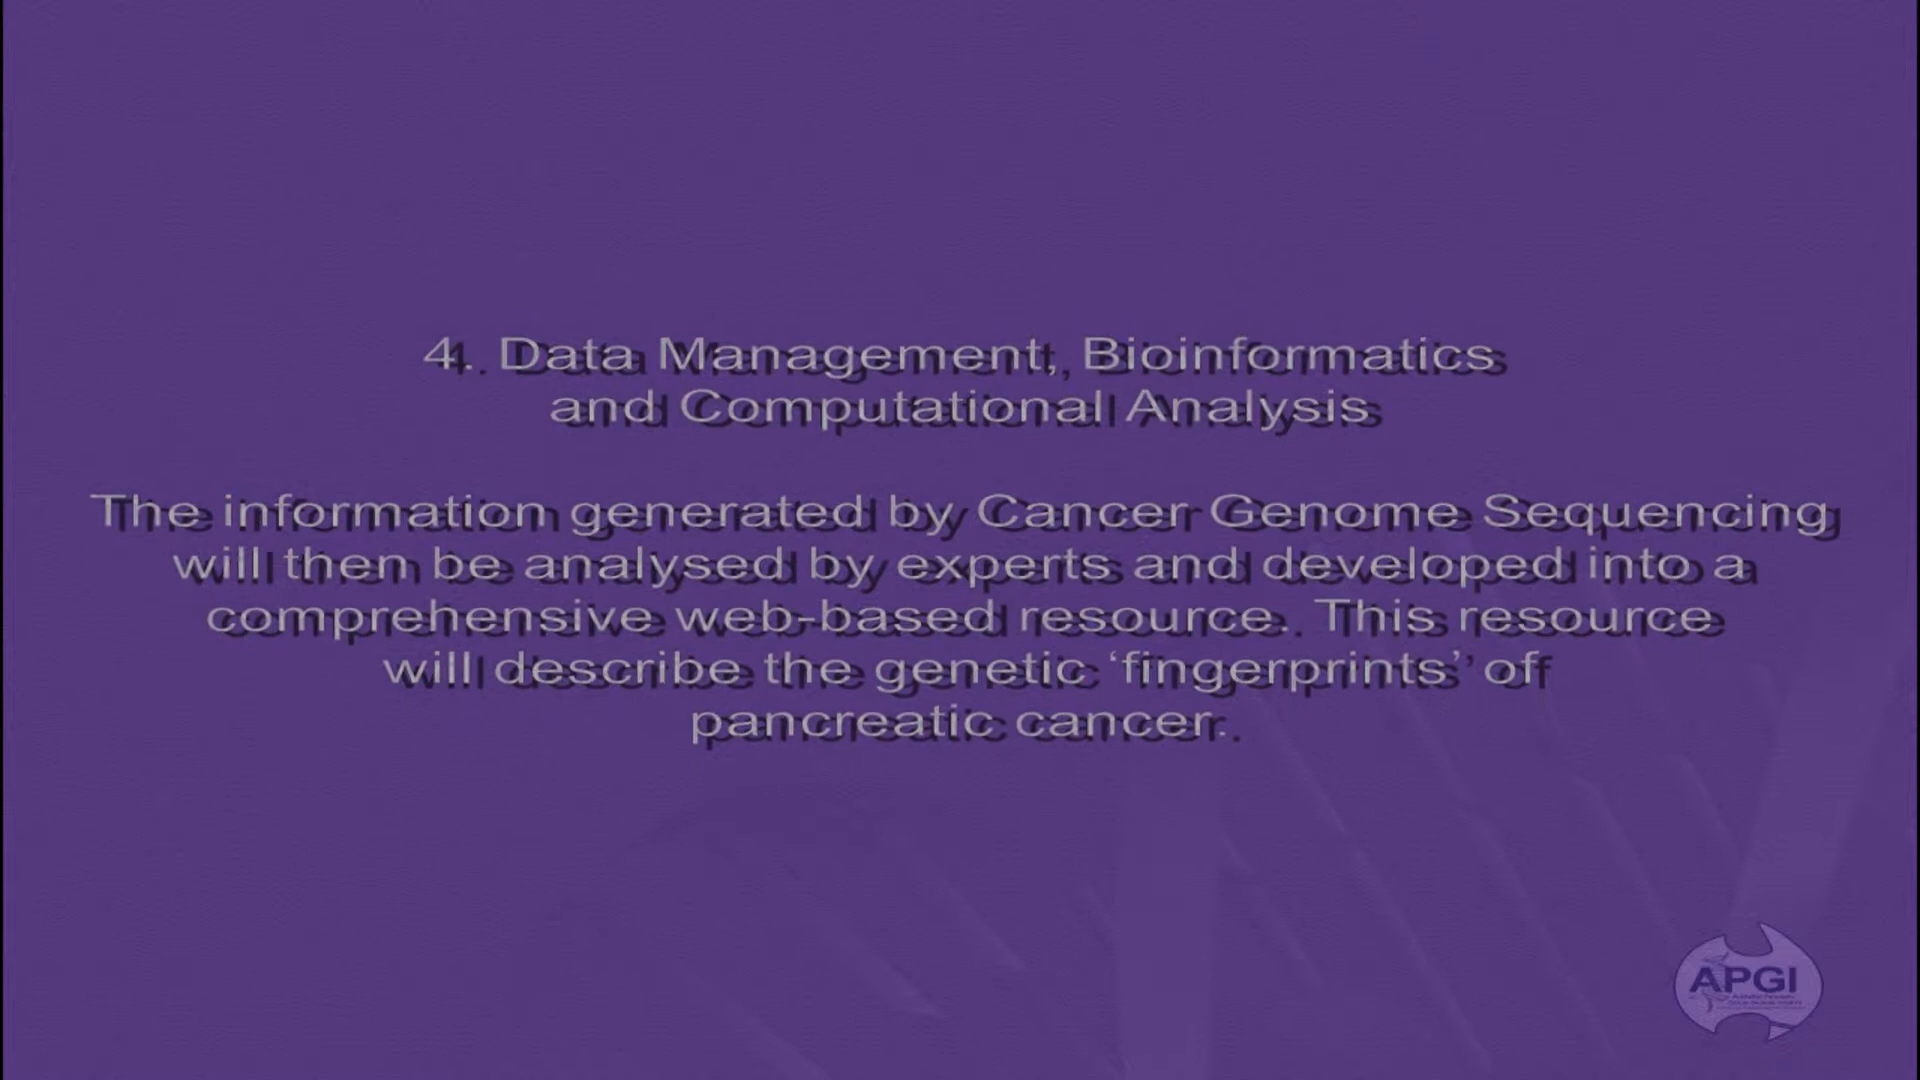 4. Data Management, Bioinformatics
and Computational Analysis
The information generated by Cancer Genome Sequencing
will then be analysed by experts and developed into a
comprehensive web-based resource. This resource
will describe the genetic ‘fingerprints’ of
pancreatic cancer.
APGI